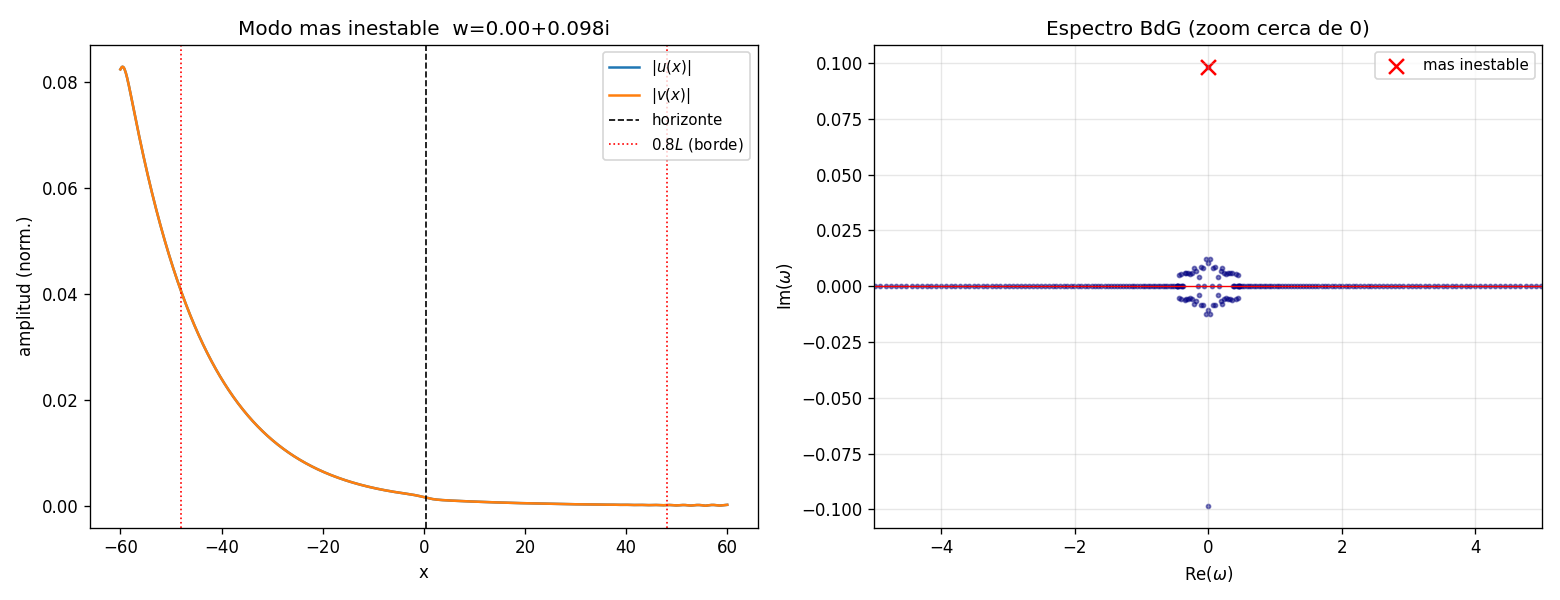 Modo mas inestable  w=0.00+0.098i
|u(x)|
|v(x)|
horizonte
0.8L (borde)
amplitud (norm.)
0.08
0.06
0.04
0.02
0.00
−60
−40
−20
0
20
40
60
x
Espectro BdG (zoom cerca de 0)
mas inestable
Im(ω)
0.100
0.075
0.050
0.025
0.000
−0.025
−0.050
−0.075
−0.100
−4
−2
0
2
4
Re(ω)